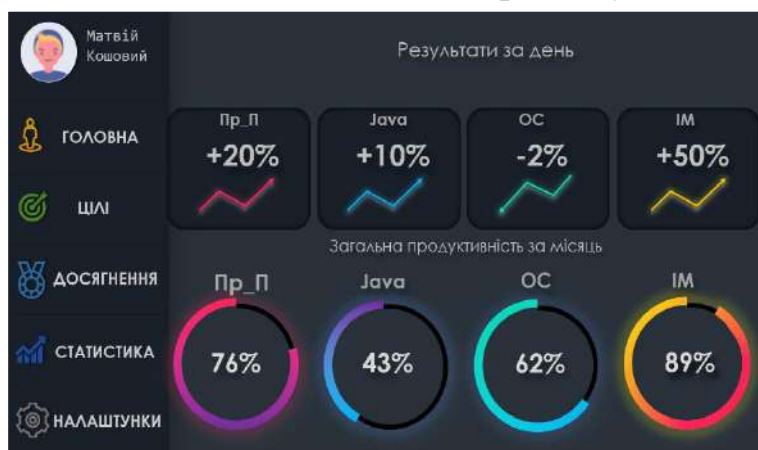 Матвій
Кошовий
ГОЛОВНА
ЦІЛІ
ДОСЯГНЕННЯ
СТАТИСТИКА
НАЛАШТУНКИ
Результати за день
Пр_П
Java
ОС
ІМ
+20%
+10%
-2%
+50%
Загальна продуктивність за місяць
Пр_П
Java
ОС
ІМ
76%
43%
62%
89%